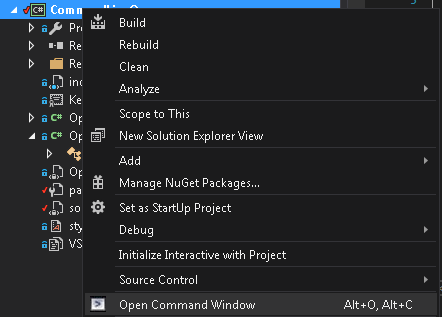 Build
Rebuild
Clean
Analyze
Scope to This
New Solution Explorer View
Add
Manage NuGet Packages...
Set as StartUp Project
Debug
Initialize Interactive with Project
Source Control
Open Command Window Alt+O, Alt+C
C#
Pr
Re
Re
inc
Ke
C# Op
C# Op
Op
pa
so
sty
VS